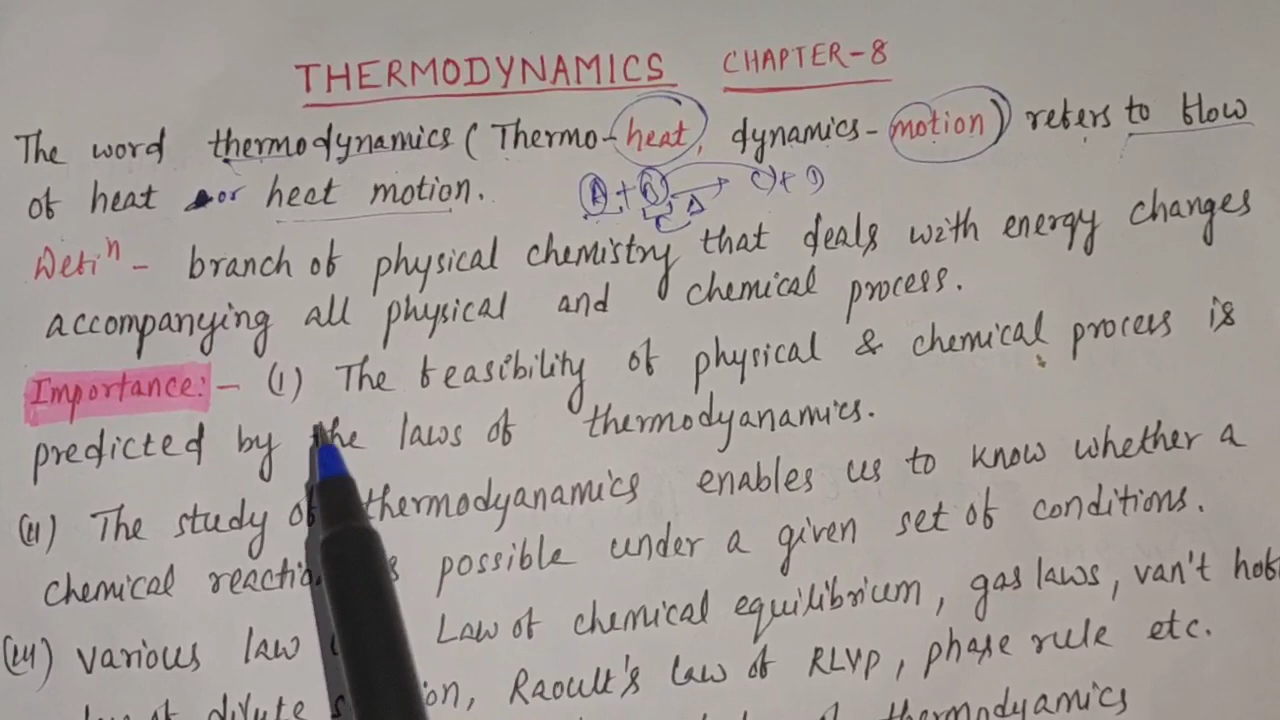 THERMODYNAMICS CHAPTER-8
The word thermodynamics (Thermo-heat, dynamics-motion) refers to flow
of heat or heat motion.
A + B → C + D
Δ
Defiⁿ - branch of physical chemistry that deals with energy changes
accompanying all physical and chemical process.
Importance:- (i) The feasibility of physical & chemical process is
predicted by the laws of thermodyanamics.
(ii) The study of thermodyanamics enables us to know whether a
chemical reactio possible under a given set of conditions.
(iii) various law Law of chemical equilibrium, gas laws, van't hof
dilute on, Raoult's law of RLVP, phase rule etc.
thermodyamics